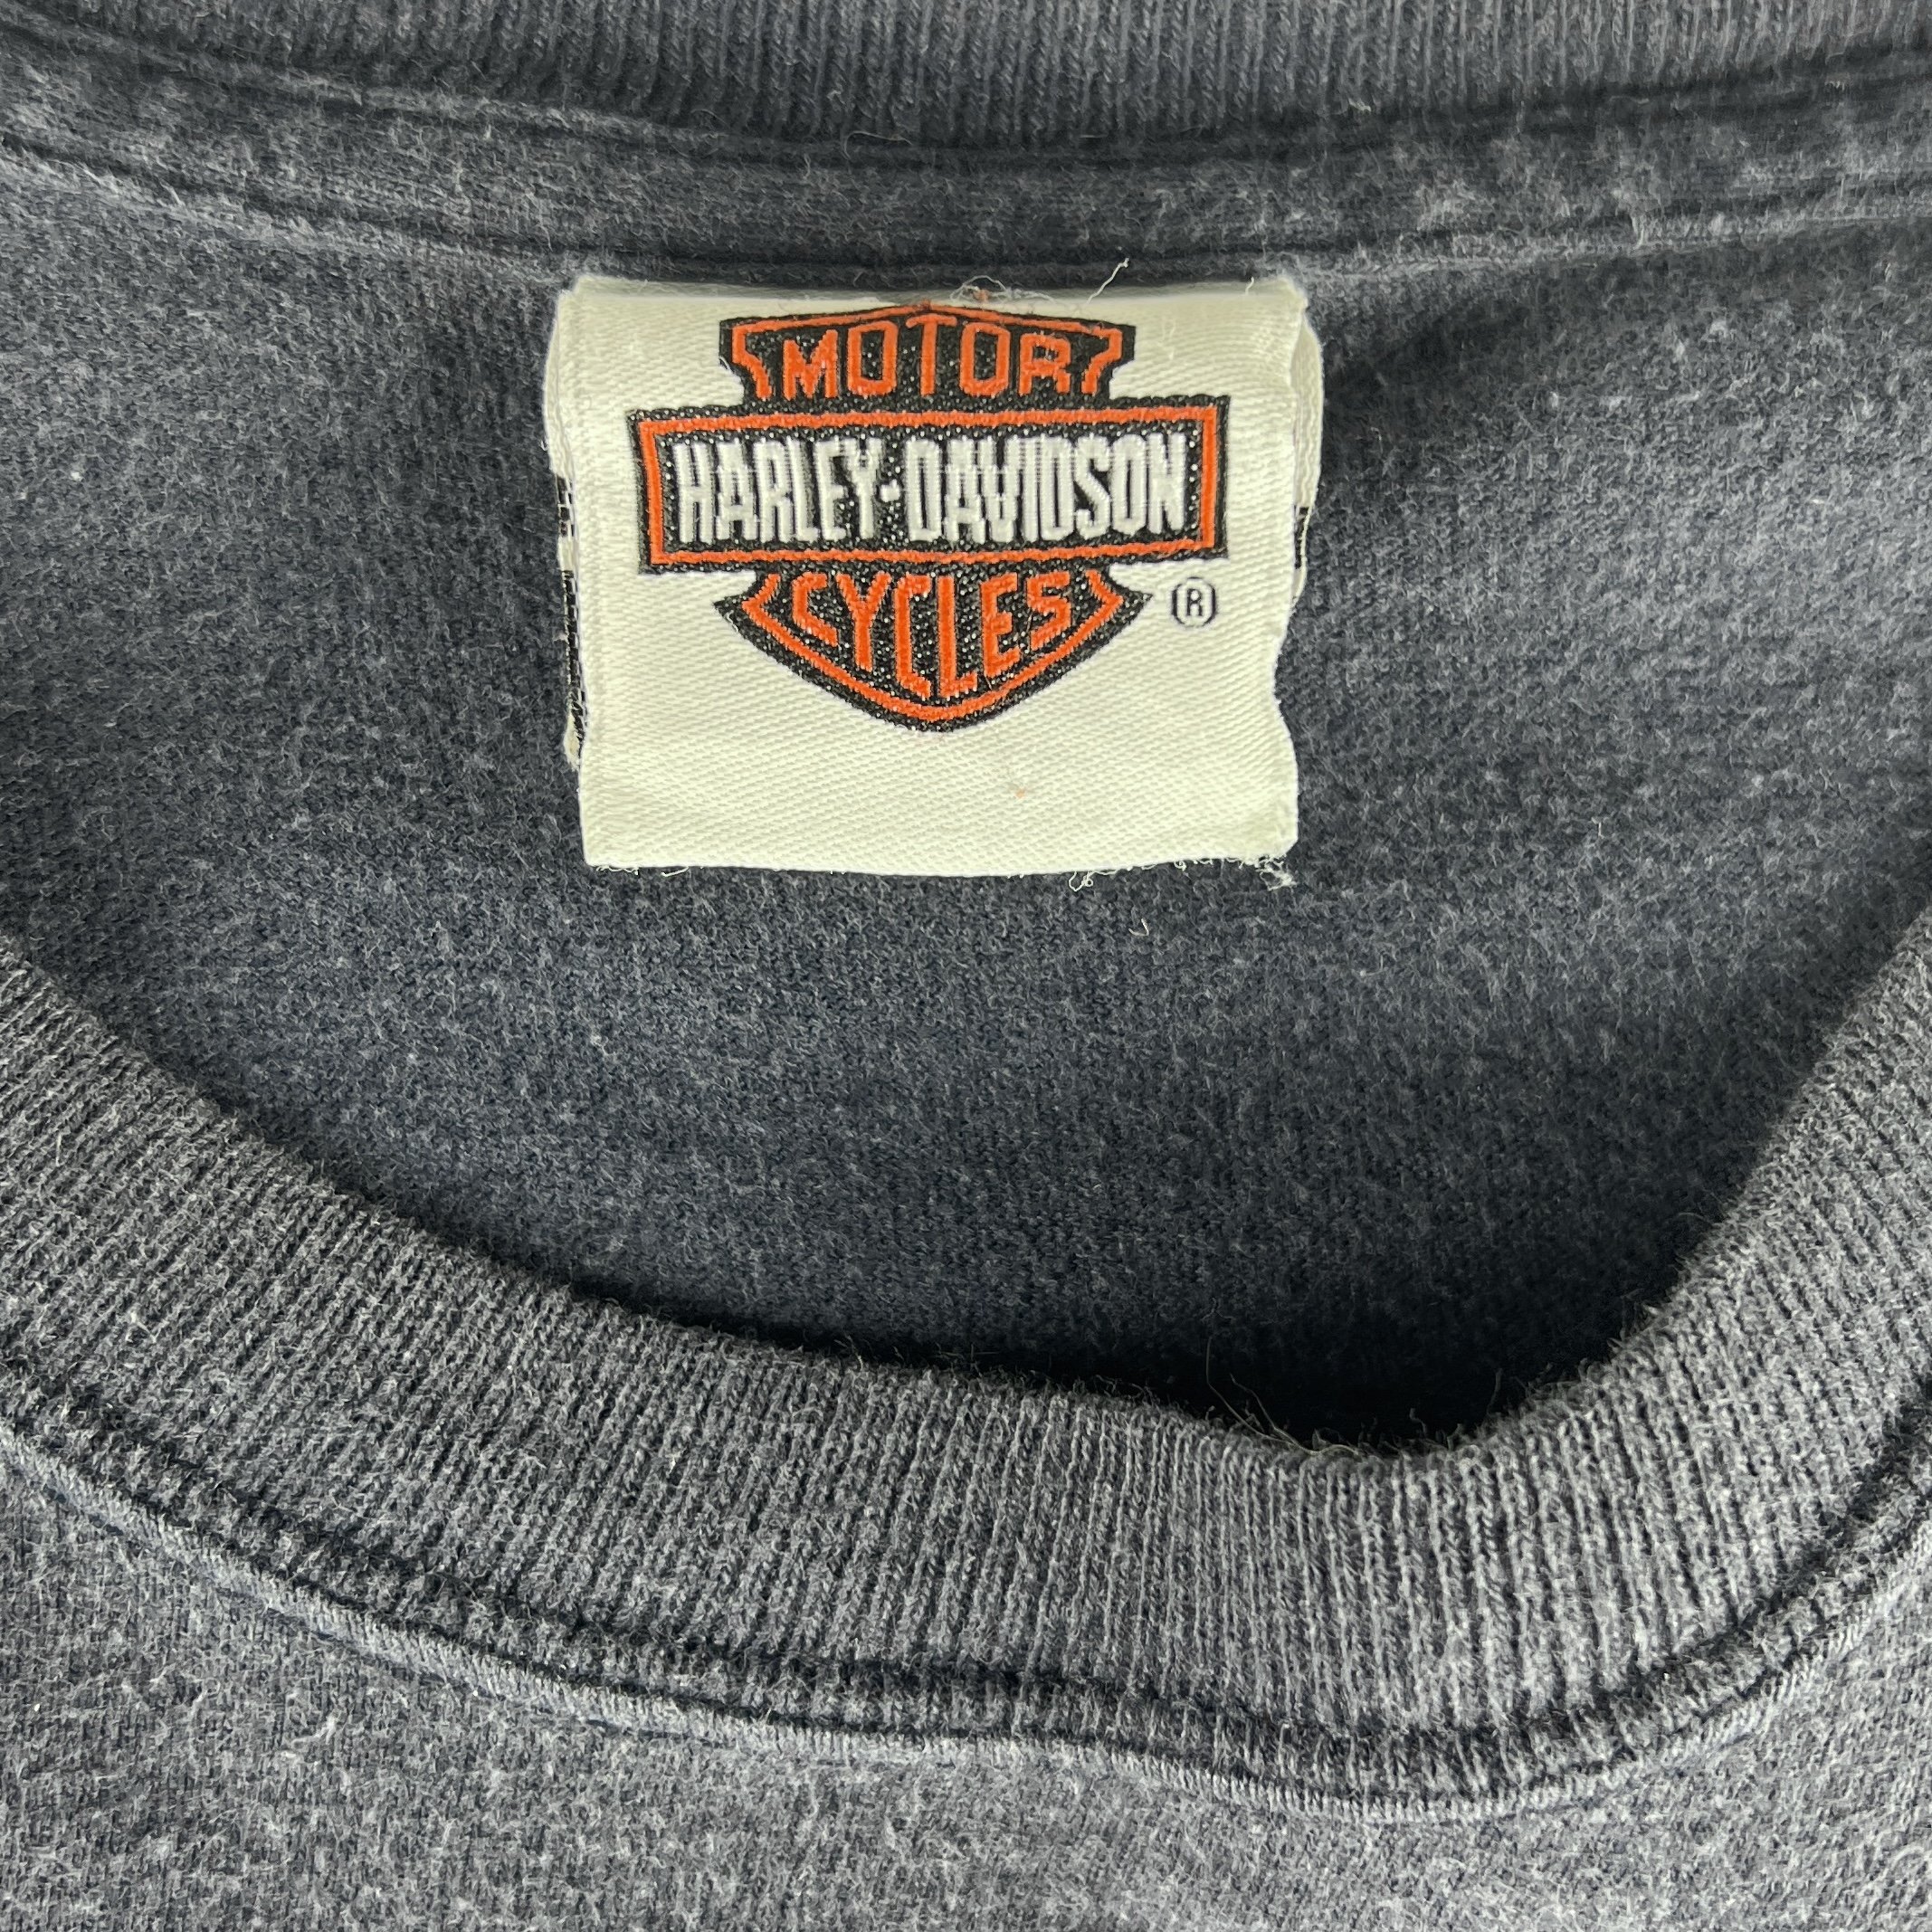 MOTOR
HARLEY-DAVIDSON
CYCLES
®